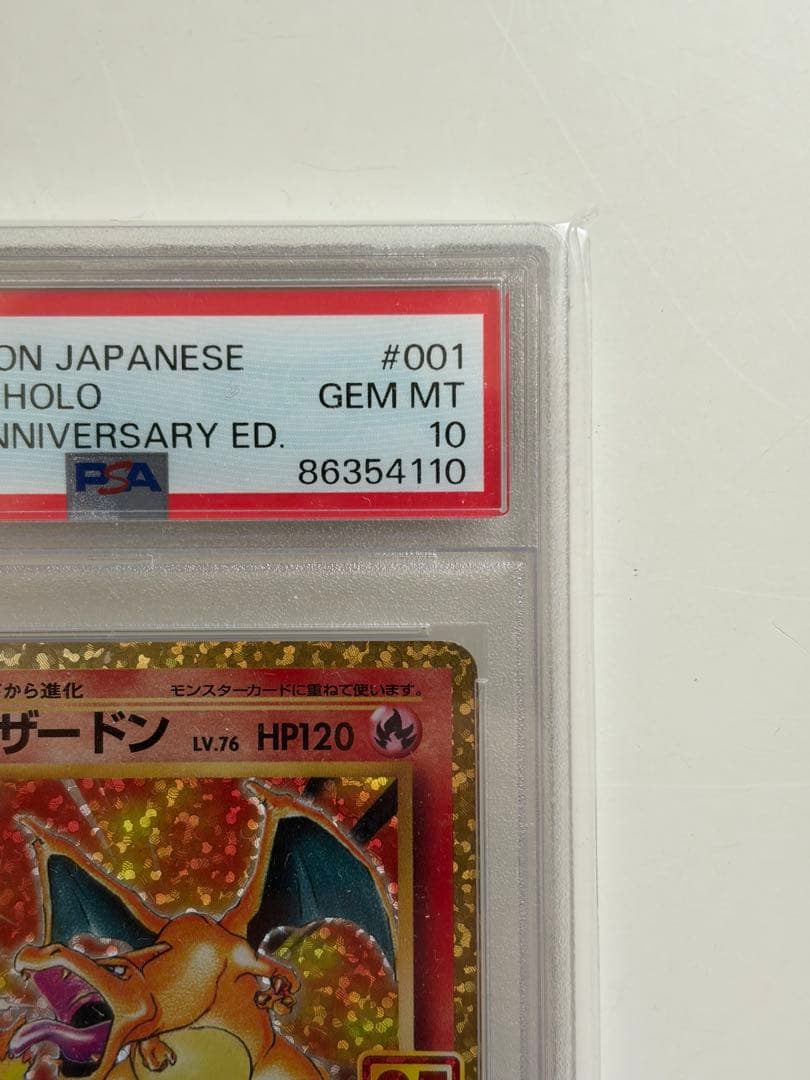 ON JAPANESE #001
HOLO GEM MT
NNIVERSARY ED. 10
PSA 86354110
から進化 モンスターカードに重ねて使います。
ザードン LV.76 HP120